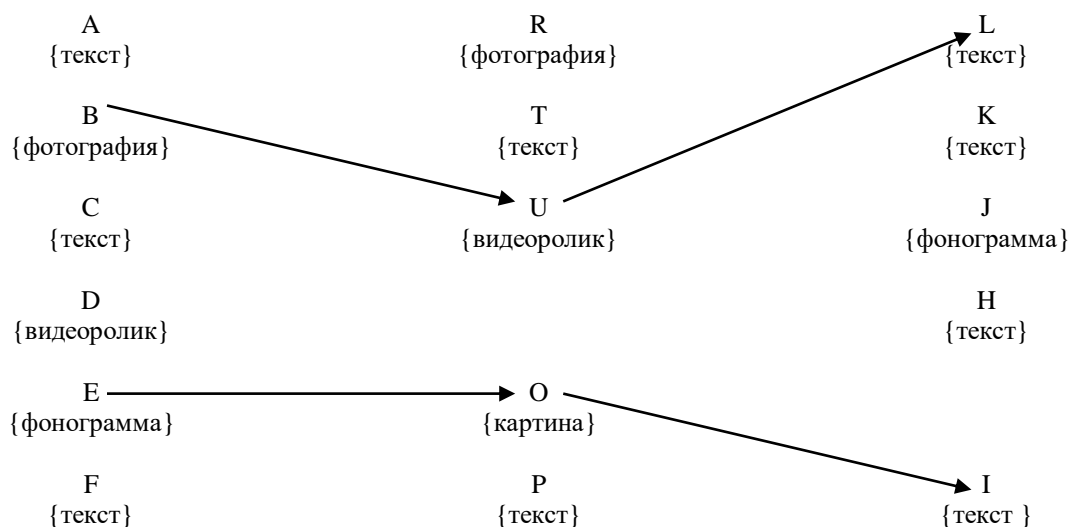 A R L
{текст} {фотография} {текст}
B T K
{фотография} {текст} {текст}
C U J
{текст} {видеоролик} {фонограмма}
D H
{видеоролик} {текст}
E O
{фонограмма} {картина}
F P I
{текст} {текст} {текст }